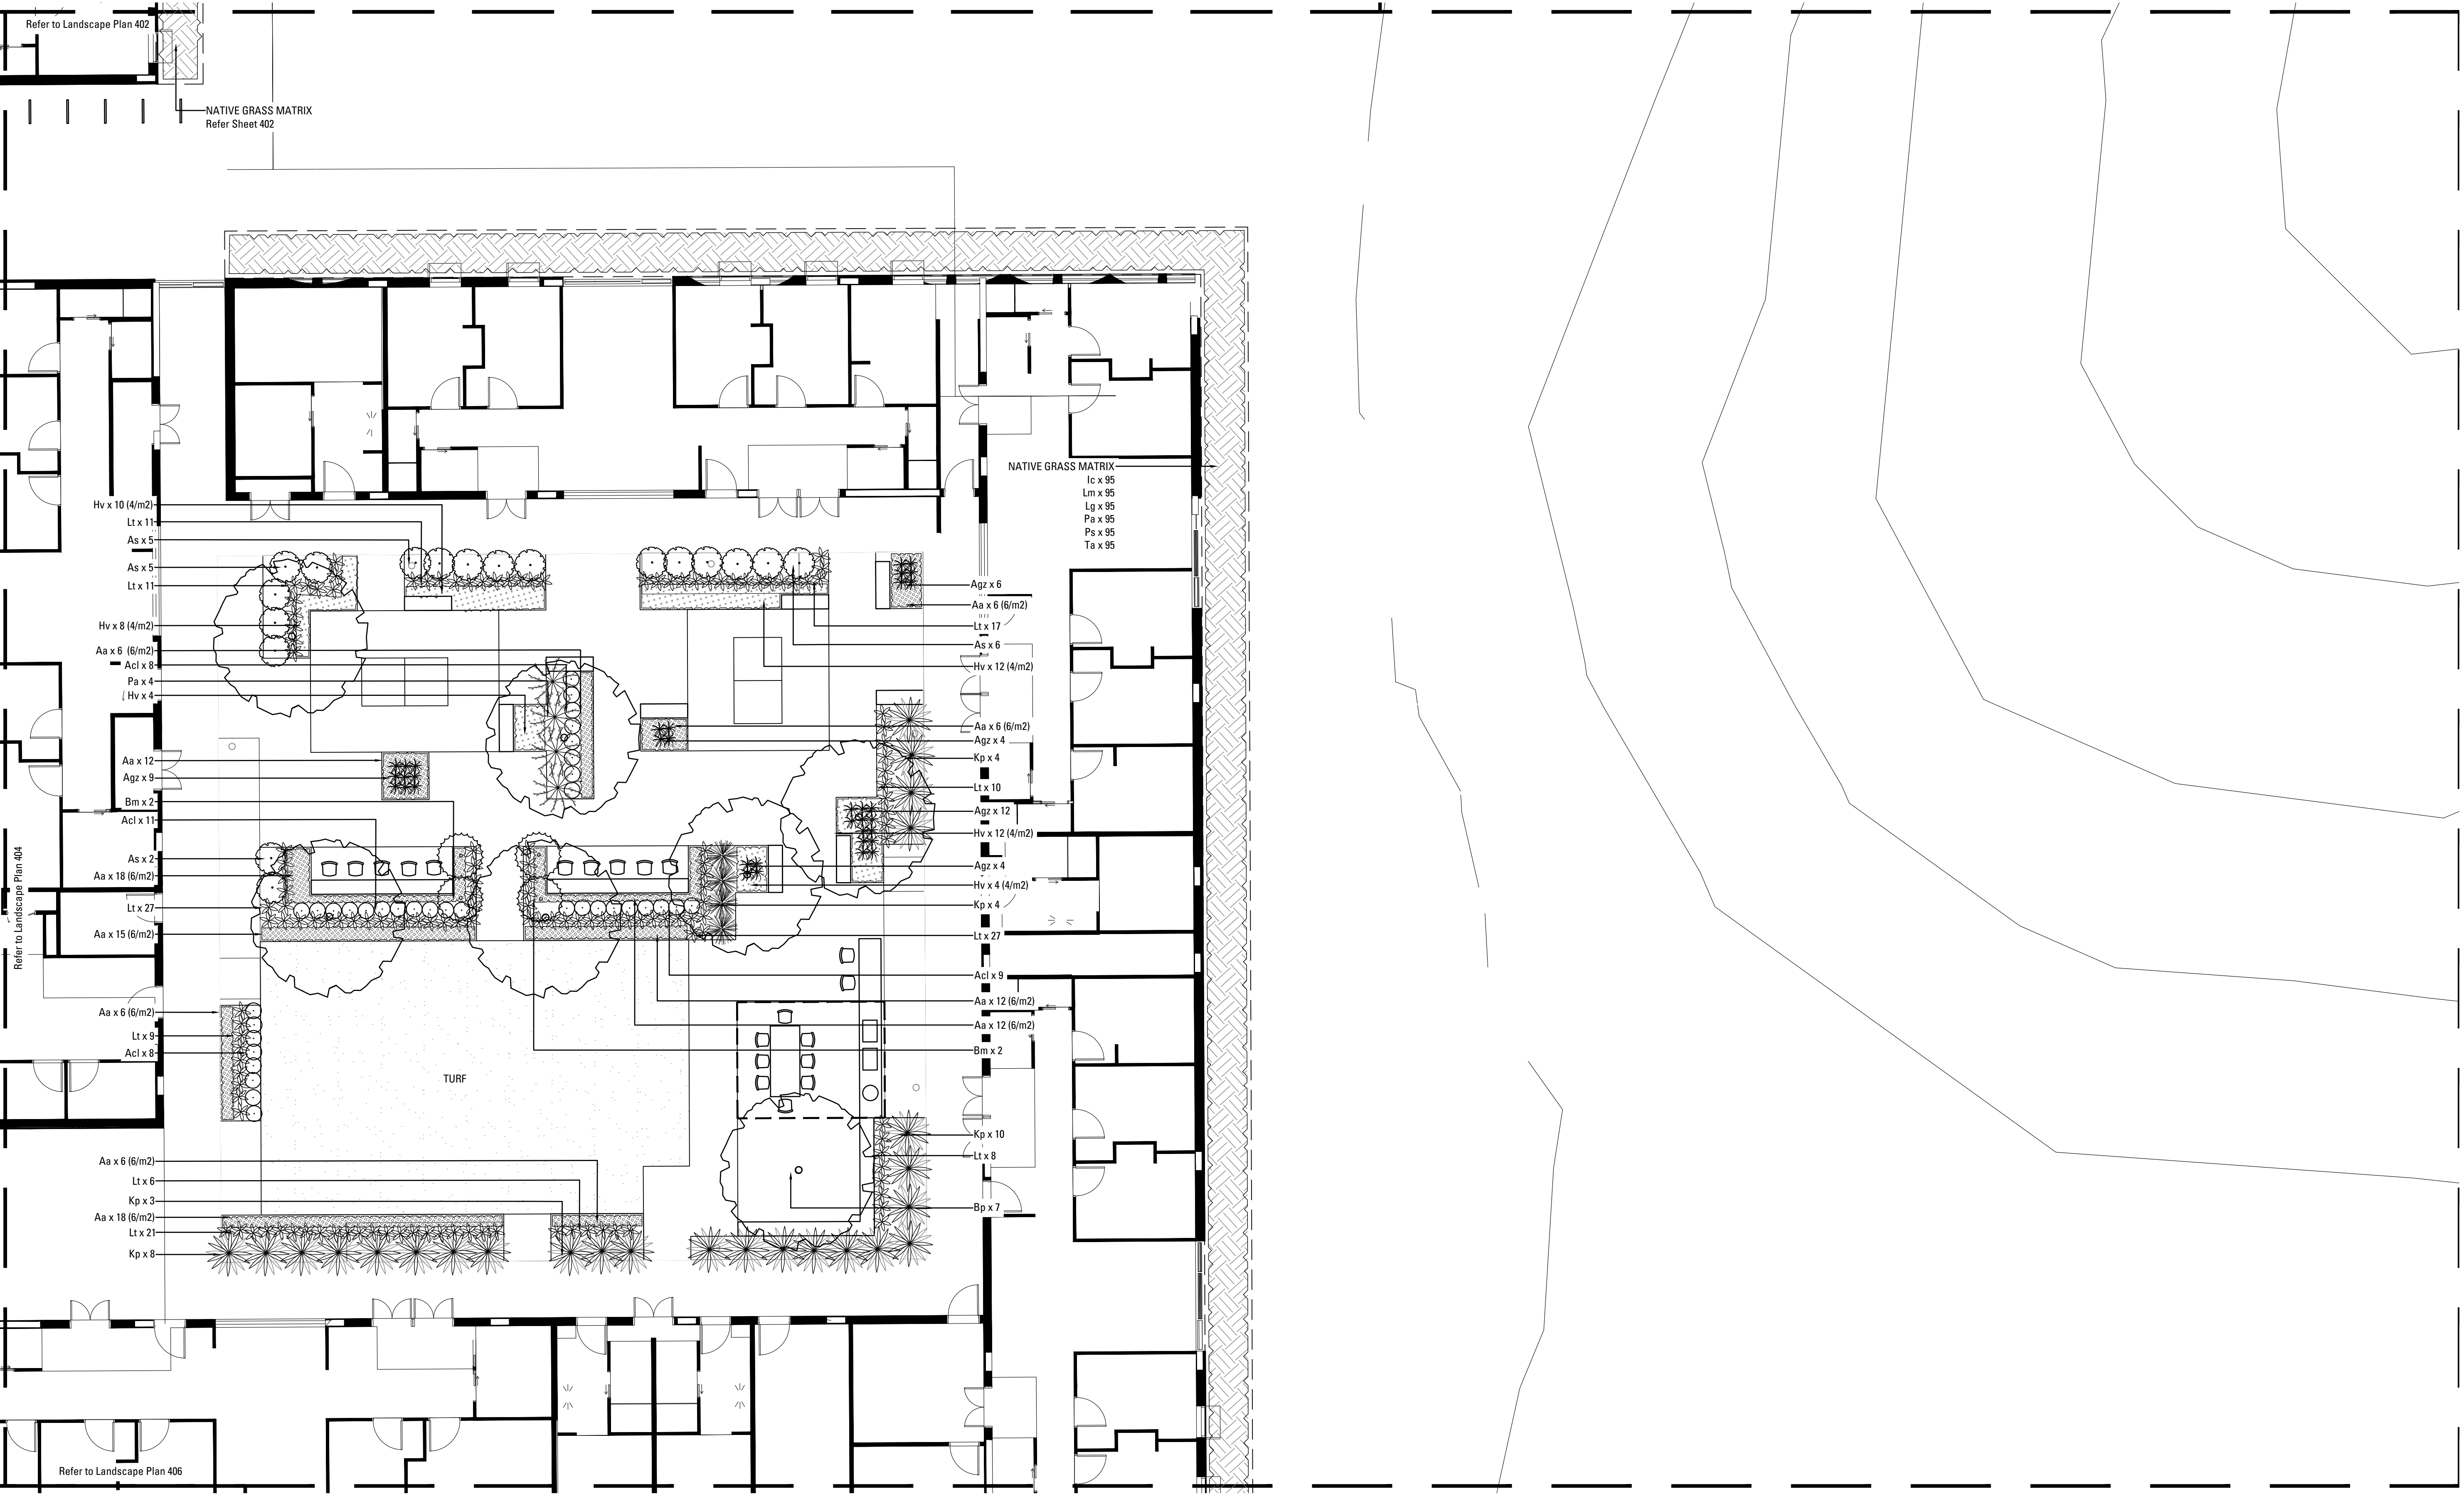 Refer to Landscape Plan 402
NATIVE GRASS MATRIX
Refer Sheet 402
NATIVE GRASS MATRIX
Ic x 95
Lm x 95
Lg x 95
Pa x 95
Ps x 95
Ta x 95
Hv x 10 (4/m2)
Lt x 11
As x 5
As x 5
Lt x 11
Hv x 8 (4/m2)
Aa x 6 (6/m2)
Acl x 8
Pa x 4
Hv x 4
Aa x 12
Agz x 9
Bm x 2
Acl x 11
As x 2
Aa x 18 (6/m2)
Lt x 27
Aa x 15 (6/m2)
Aa x 6 (6/m2)
Lt x 9
Acl x 8
Aa x 6 (6/m2)
Lt x 6
Kp x 3
Aa x 18 (6/m2)
Lt x 21
Kp x 8
Refer to Landscape Plan 404
TURF
Agz x 6
Aa x 6 (6/m2)
Lt x 17
As x 6
Hv x 12 (4/m2)
Aa x 6 (6/m2)
Agz x 4
Kp x 4
Lt x 10
Agz x 12
Hv x 12 (4/m2)
Agz x 4
Hv x 4 (4/m2)
Kp x 4
Lt x 27
Acl x 9
Aa x 12 (6/m2)
Aa x 12 (6/m2)
Bm x 2
Kp x 10
Lt x 8
Bp x 7
Refer to Landscape Plan 406